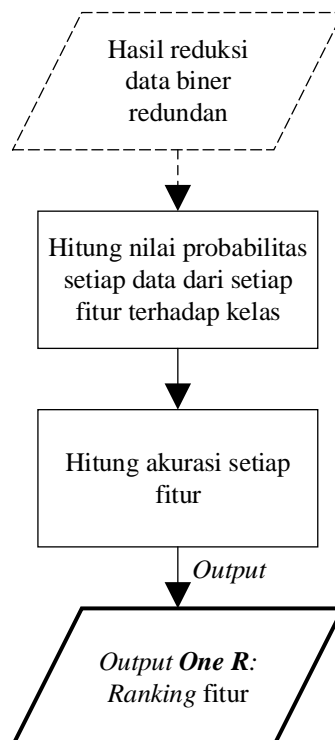 Hasil reduksi
data biner
redundan
Hitung nilai probabilitas
setiap data dari setiap
fitur terhadap kelas
Hitung akurasi setiap
fitur
Output
Output One R:
Ranking fitur